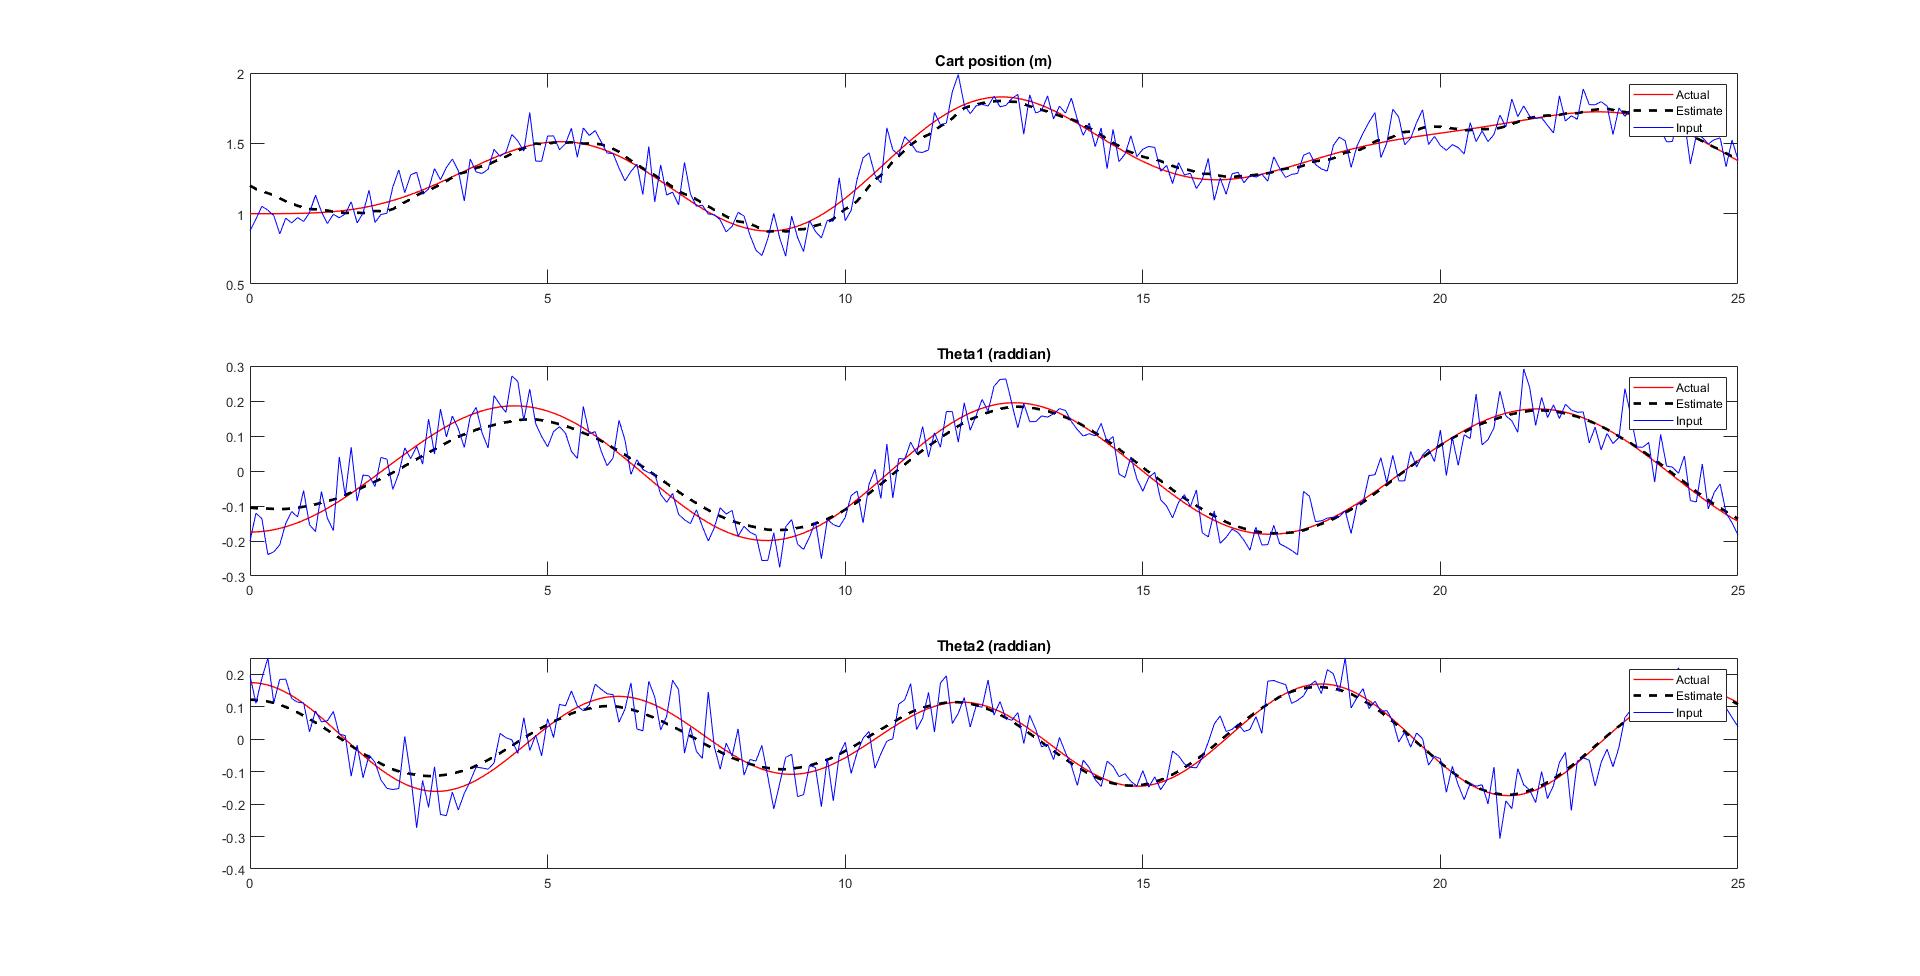 Cart position (m)
2
1.5
1
0.5
0 5 10 15 20 25
Actual
Estimate
Input
Theta1 (raddian)
0.3
0.2
0.1
0
-0.1
-0.2
-0.3
0 5 10 15 20 25
Actual
Estimate
Input
Theta2 (raddian)
0.2
0.1
0
-0.1
-0.2
-0.3
-0.4
0 5 10 15 20 25
Actual
Estimate
Input